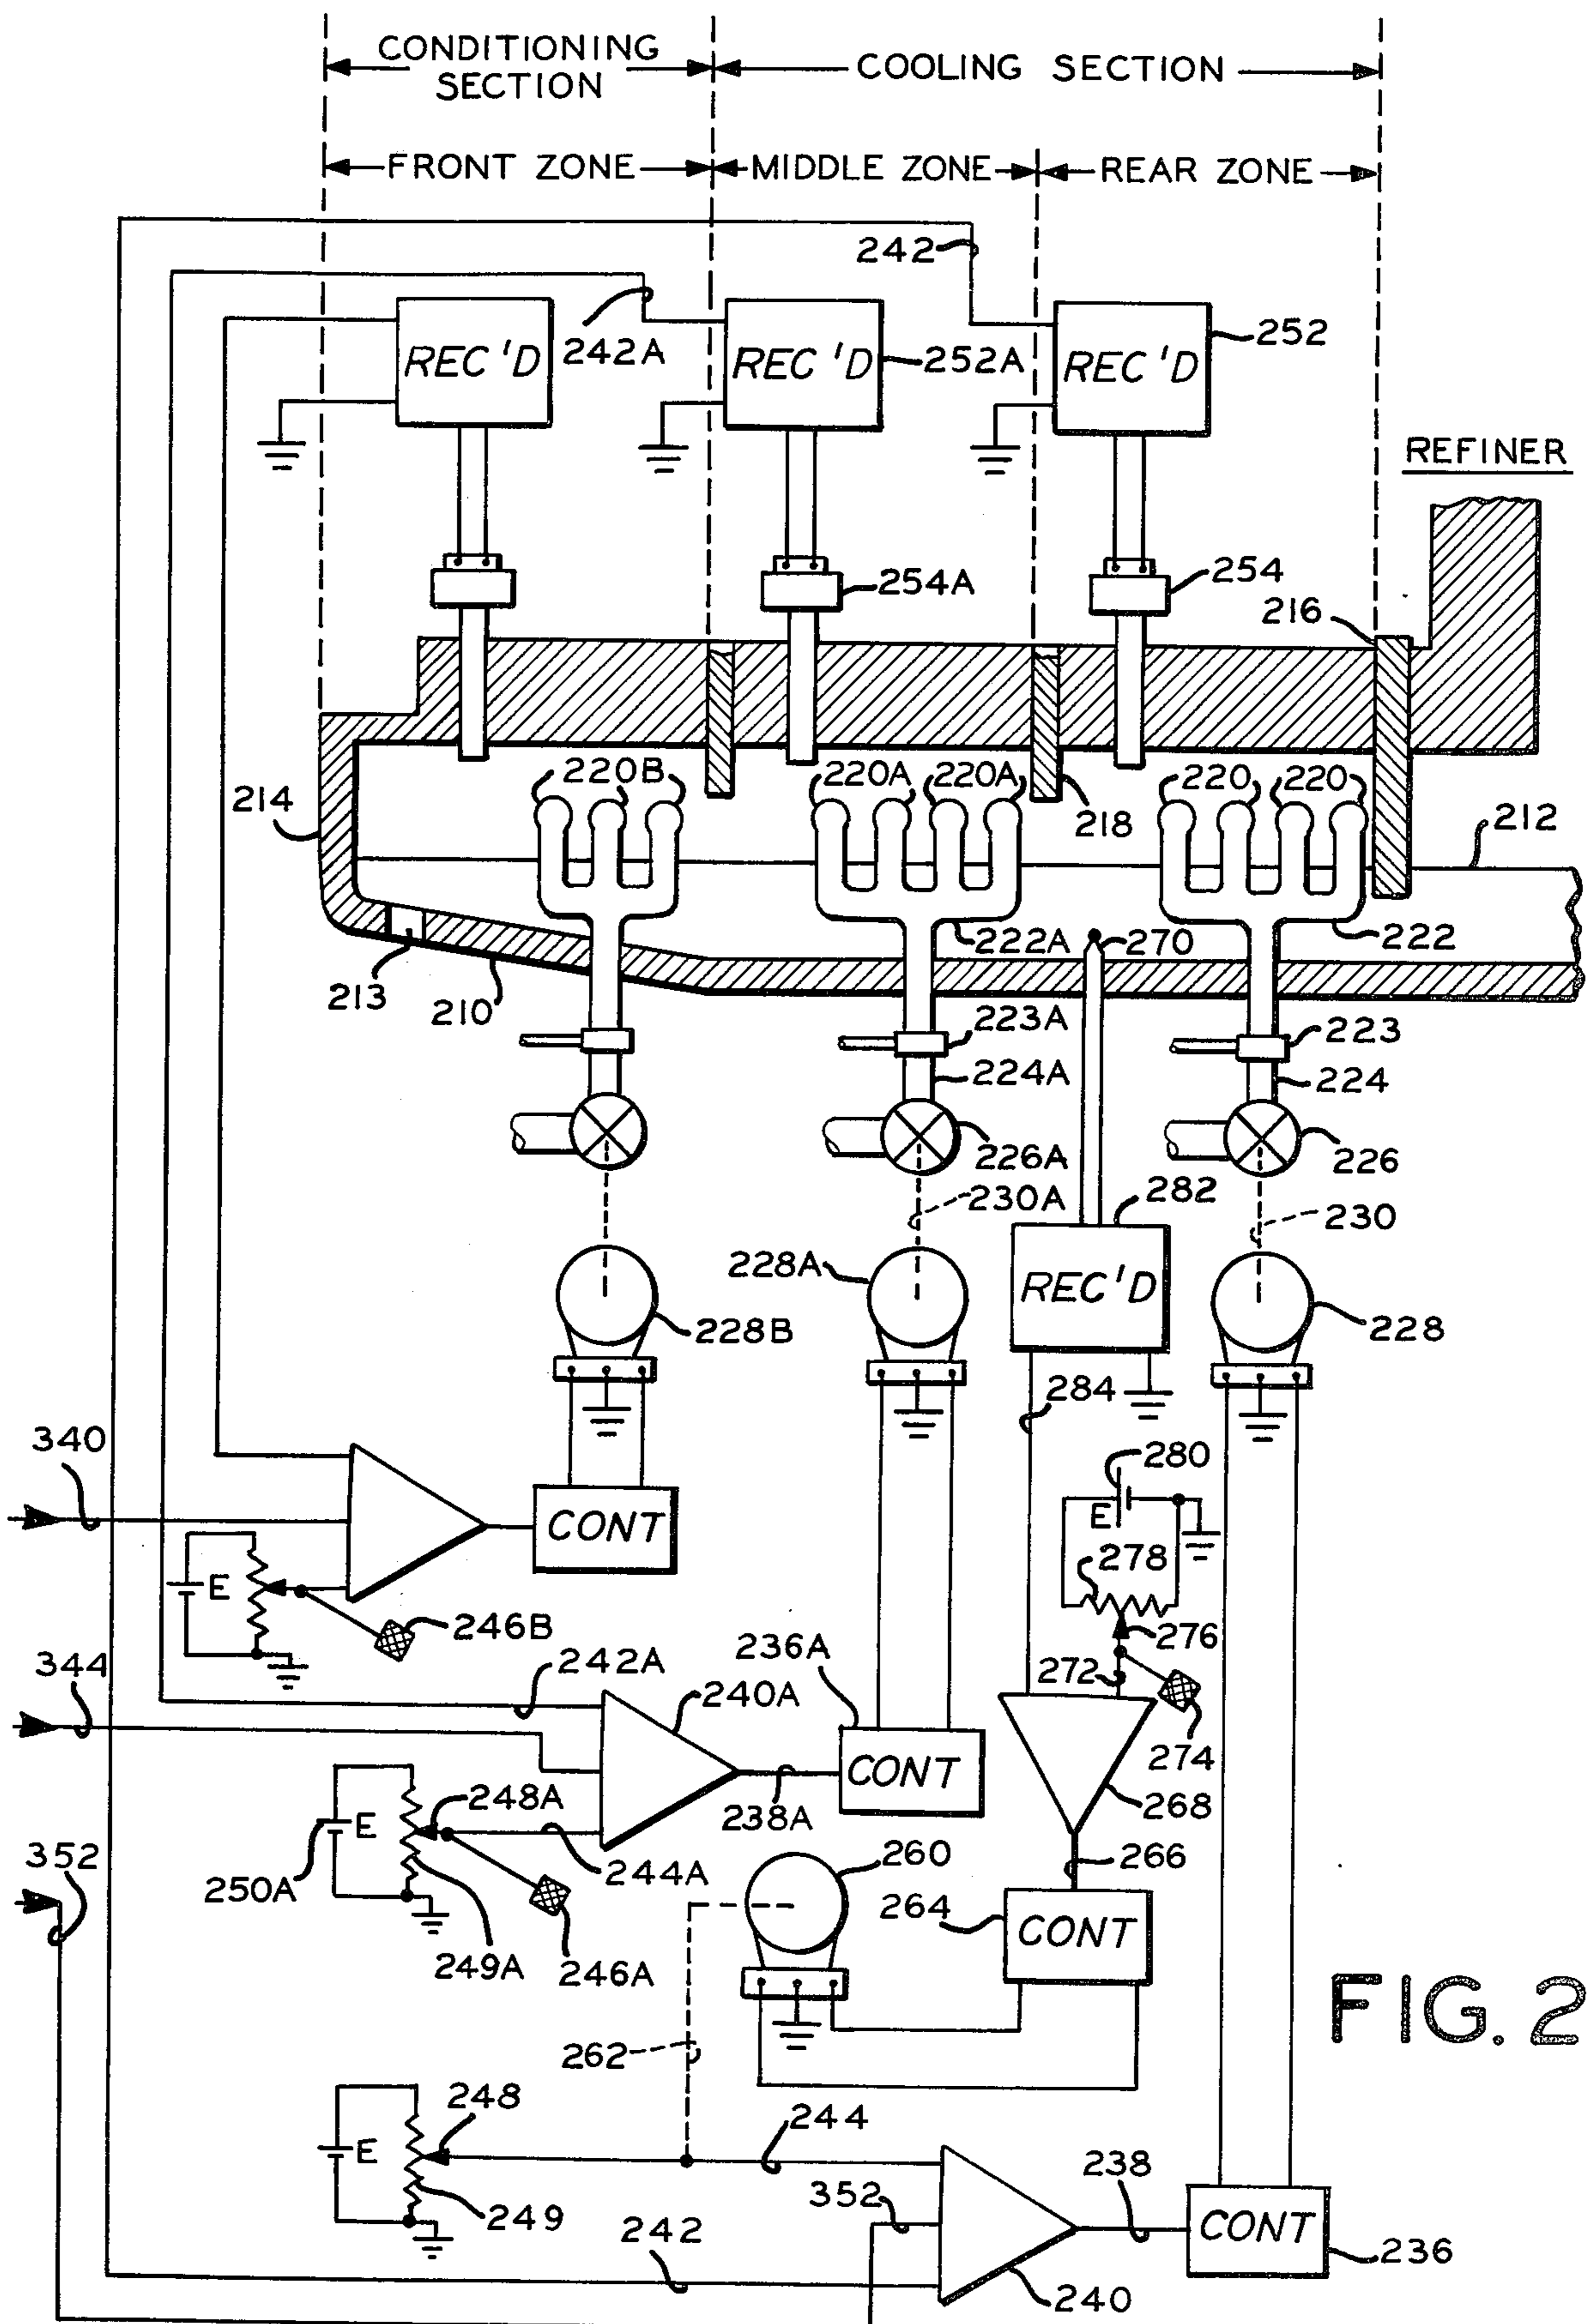 CONDITIONING
SECTION
COOLING SECTION
FRONT ZONE
MIDDLE ZONE
REAR ZONE
242
242A
REC'D
REC'D
252A
REC'D
252
REFINER
254A
254
216
214
220B
220A
220A
218
220
220
212
213
210
222A
270
222
223A
223
224A
224
226A
226
230A
282
230
228B
228A
REC'D
228
284
340
CONT
280
E
278
E
246B
276
344
242A
240A
236A
272
274
E
248A
238A
CONT
268
352
250A
244A
260
266
249A
246A
264
CONT
FIG. 2
262
248
244
E
352
238
249
242
CONT
236
240